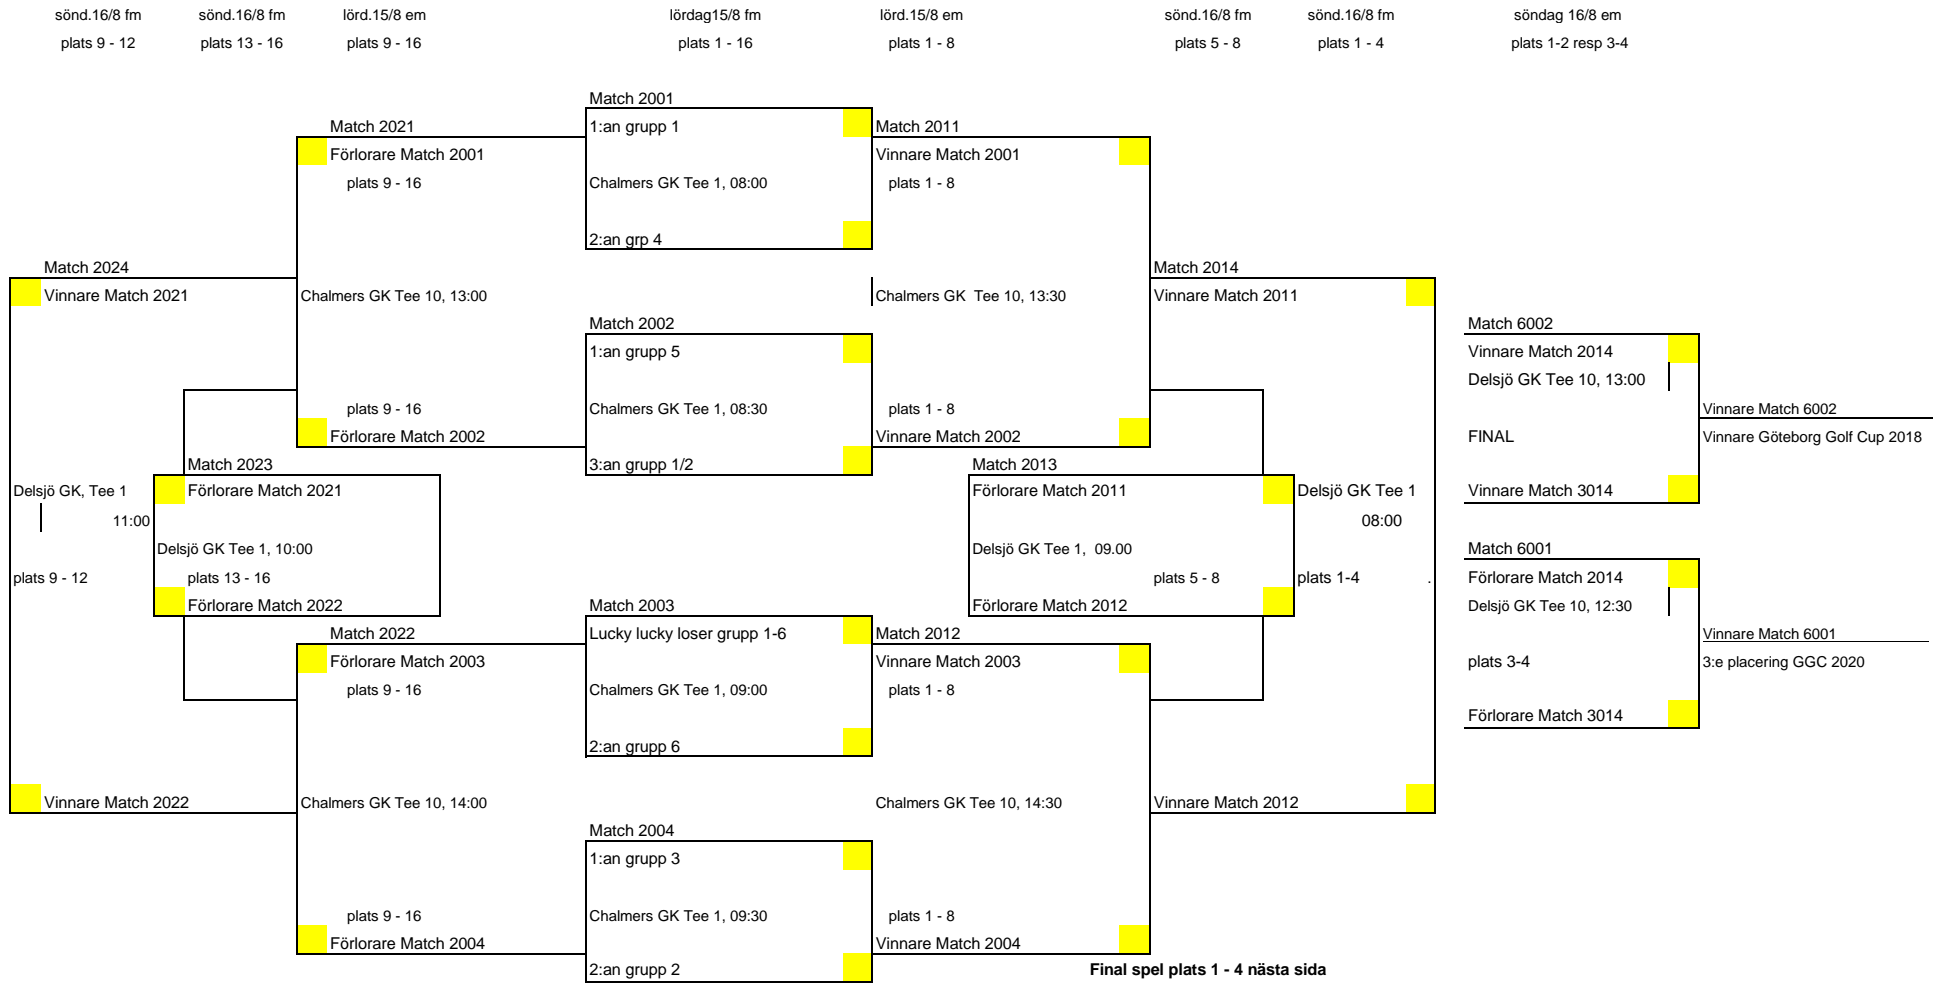 sönd.16/8 fm sönd.16/8 fm lörd.15/8 em lördag15/8 fm lörd.15/8 em sönd.16/8 fm sönd.16/8 fm söndag 16/8 em
plats 9 - 12 plats 13 - 16 plats 9 - 16 plats 1 - 16 plats 1 - 8 plats 5 - 8 plats 1 - 4 plats 1-2 resp 3-4
Match 2001
Match 2021 1:an grupp 1 Match 2011
Förlorare Match 2001 Vinnare Match 2001
plats 9 - 16 Chalmers GK Tee 1, 08:00 plats 1 - 8
2:an grp 4
Match 2024 Match 2014
Vinnare Match 2021 Chalmers GK Tee 10, 13:00 Chalmers GK Tee 10, 13:30 Vinnare Match 2011
Match 2002 Match 6002
1:an grupp 5 Vinnare Match 2014
Delsjö GK Tee 10, 13:00
plats 9 - 16 Chalmers GK Tee 1, 08:30 plats 1 - 8 Vinnare Match 6002
Förlorare Match 2002 Vinnare Match 2002 FINAL Vinnare Göteborg Golf Cup 2018
Match 2023 3:an grupp 1/2 Match 2013
Delsjö GK, Tee 1 Förlorare Match 2021 Förlorare Match 2011 Delsjö GK Tee 1 Vinnare Match 3014
11:00 08:00
Delsjö GK Tee 1, 10:00 Delsjö GK Tee 1, 09.00 Match 6001
plats 9 - 12 plats 13 - 16 plats 5 - 8 plats 1-4 . Förlorare Match 2014
Förlorare Match 2022 Match 2003 Förlorare Match 2012 Delsjö GK Tee 10, 12:30
Match 2022 Lucky lucky loser grupp 1-6 Match 2012 Vinnare Match 6001
Förlorare Match 2003 Vinnare Match 2003 plats 3-4 3:e placering GGC 2020
plats 9 - 16 Chalmers GK Tee 1, 09:00 plats 1 - 8
Förlorare Match 3014
2:an grupp 6
Vinnare Match 2022 Chalmers GK Tee 10, 14:00 Chalmers GK Tee 10, 14:30 Vinnare Match 2012
Match 2004
1:an grupp 3
plats 9 - 16 Chalmers GK Tee 1, 09:30 plats 1 - 8
Förlorare Match 2004 Vinnare Match 2004
2:an grupp 2 Final spel plats 1 - 4 nästa sida